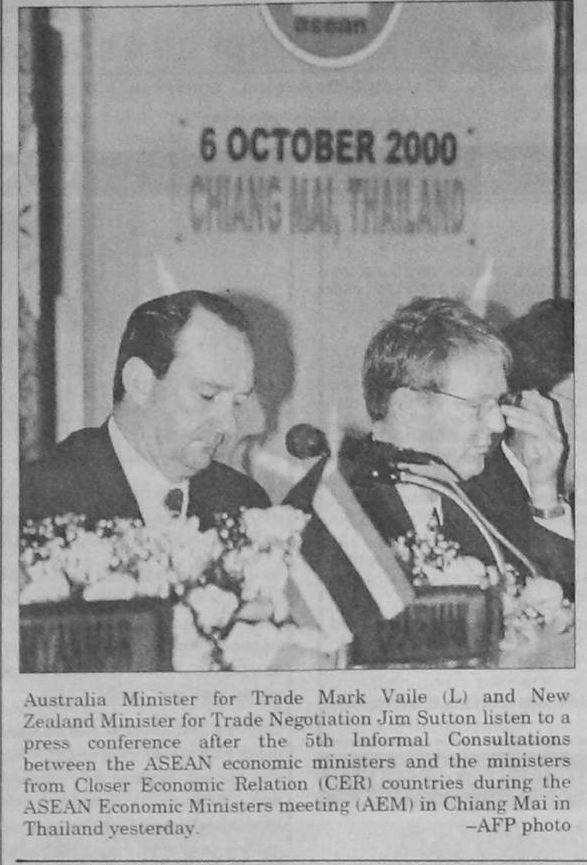 asean
6 OCTOBER 2000
CHIANG MAI, THAILAND
Australia Minister for Trade Mark Vaile (L) and New
Zealand Minister for Trade Negotiation Jim Sutton listen to a
press conference after the 5th Informal Consultations
between the ASEAN economic ministers and the ministers
from Closer Economic Relation (CER) countries during the
ASEAN Economic Ministers meeting (AEM) in Chiang Mai in
Thailand yesterday. –AFP photo